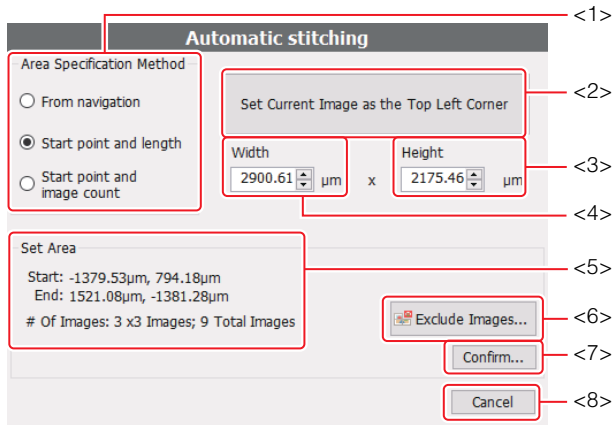 <1>
Automatic stitching
Area Specification Method
From navigation
Start point and length
Start point and
image count
Set Current Image as the Top Left Corner
<2>
Width
Height
2900.61 µm x 2175.46 µm
<3>
<4>
Set Area
Start: -1379.53µm, 794.18µm
End: 1521.08µm, -1381.28µm
# Of Images: 3 x3 Images; 9 Total Images
<5>
Exclude Images...
<6>
Confirm...
<7>
Cancel
<8>